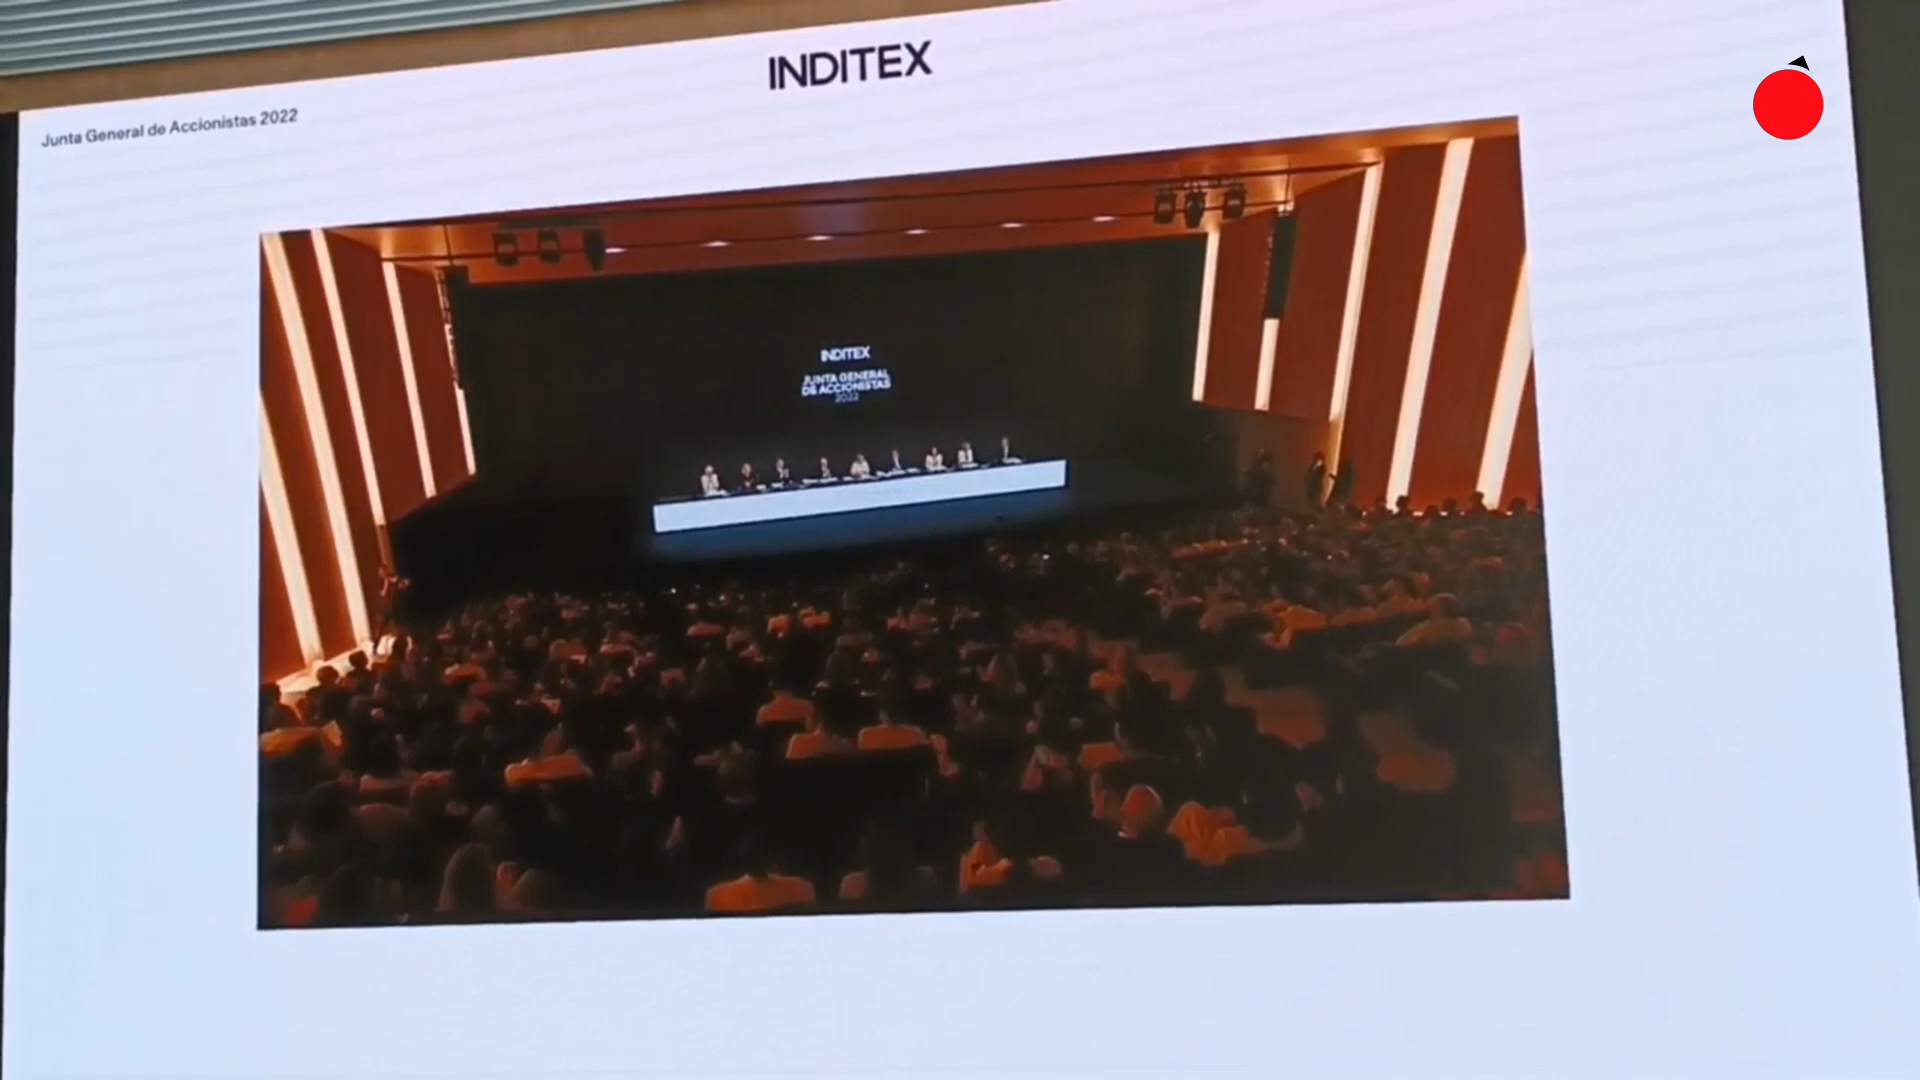 INDITEX
Junta General de Accionistas 2022
INDITEX
JUNTA GENERAL
DE ACCIONISTAS
2022